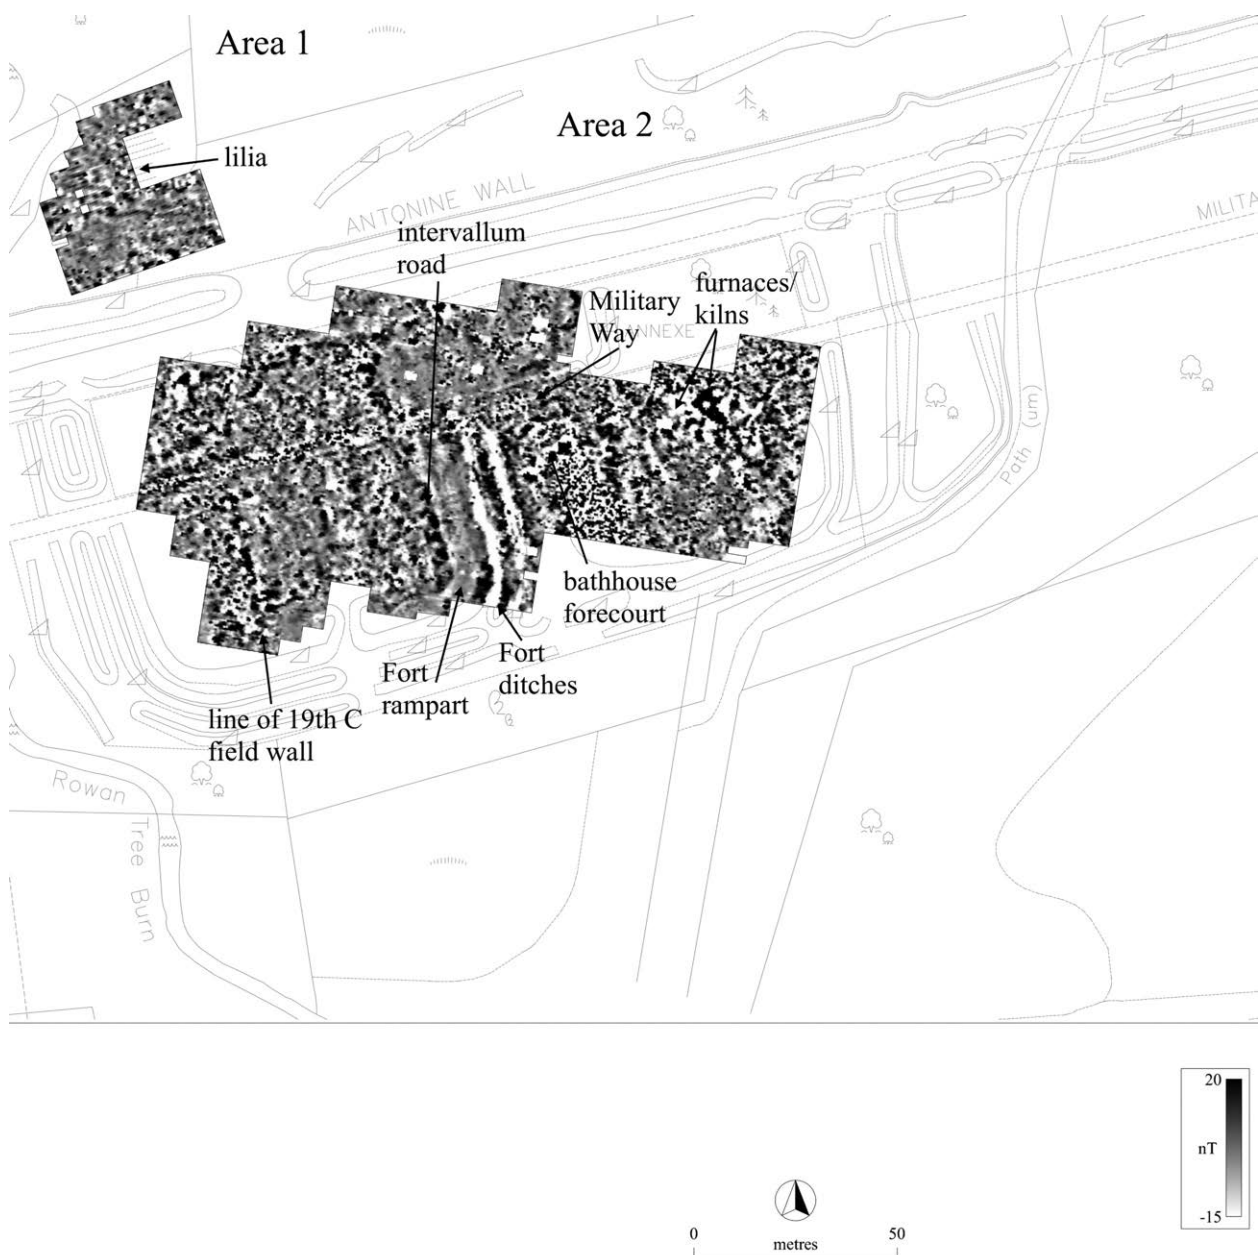 Area 1
Area 2
lilia
ANTONINE WALL
MILITA
intervallum
road
Military
Way
furnaces/
kilns
ANNEXE
Path (um)
bathhouse
forecourt
Fort
ditches
Fort
rampart
line of 19th C
field wall
Rowan
Tree Burn
20
nT
-15
0
50
metres